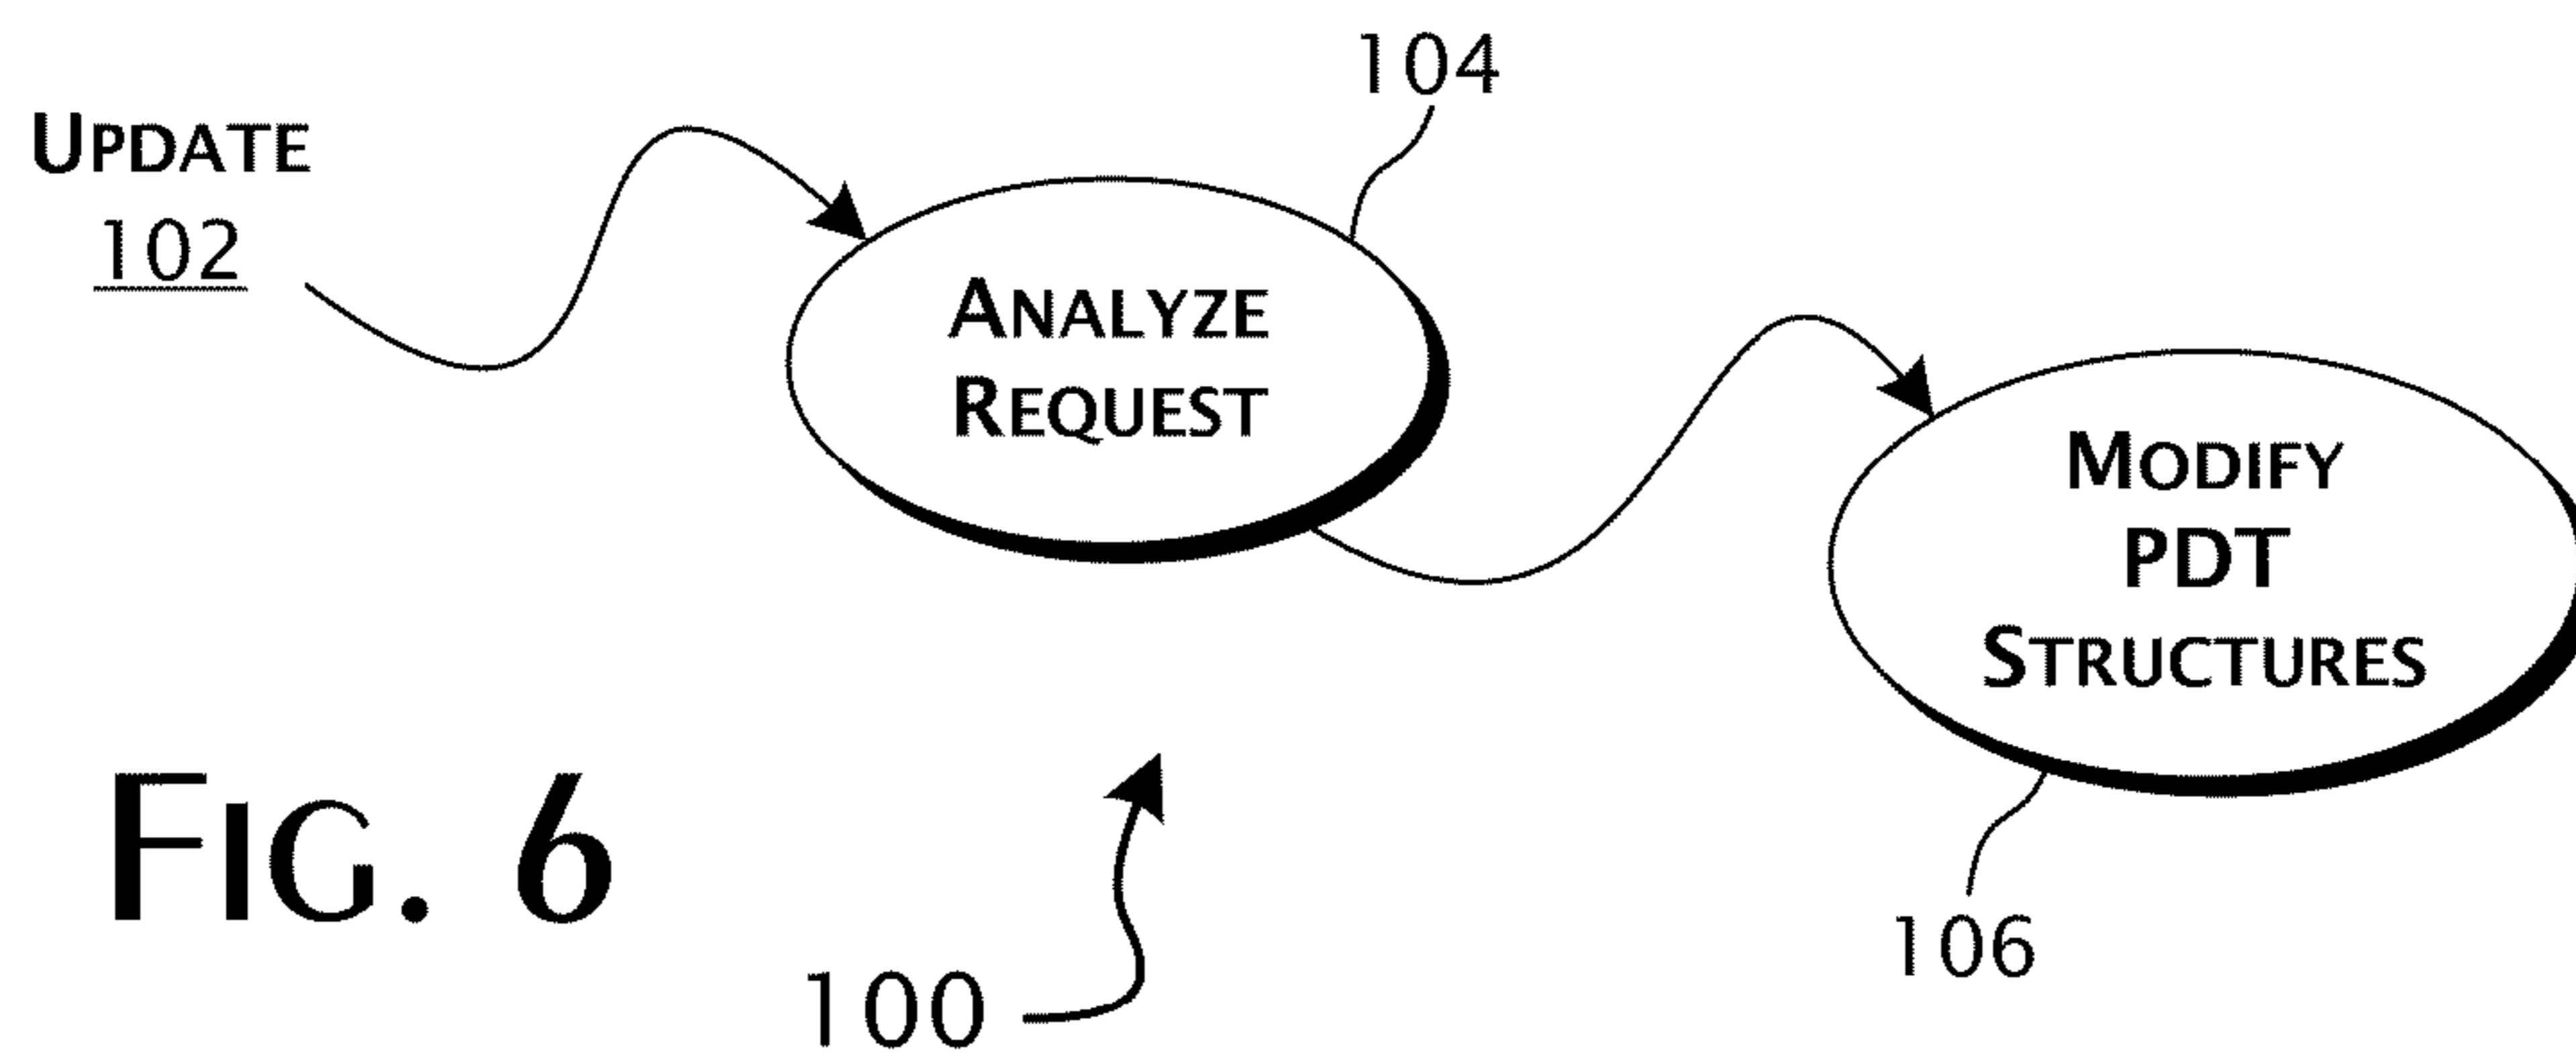 104
UPDATE
102
ANALYZE
REQUEST
MODIFY
PDT
STRUCTURES
FIG. 6
106
100